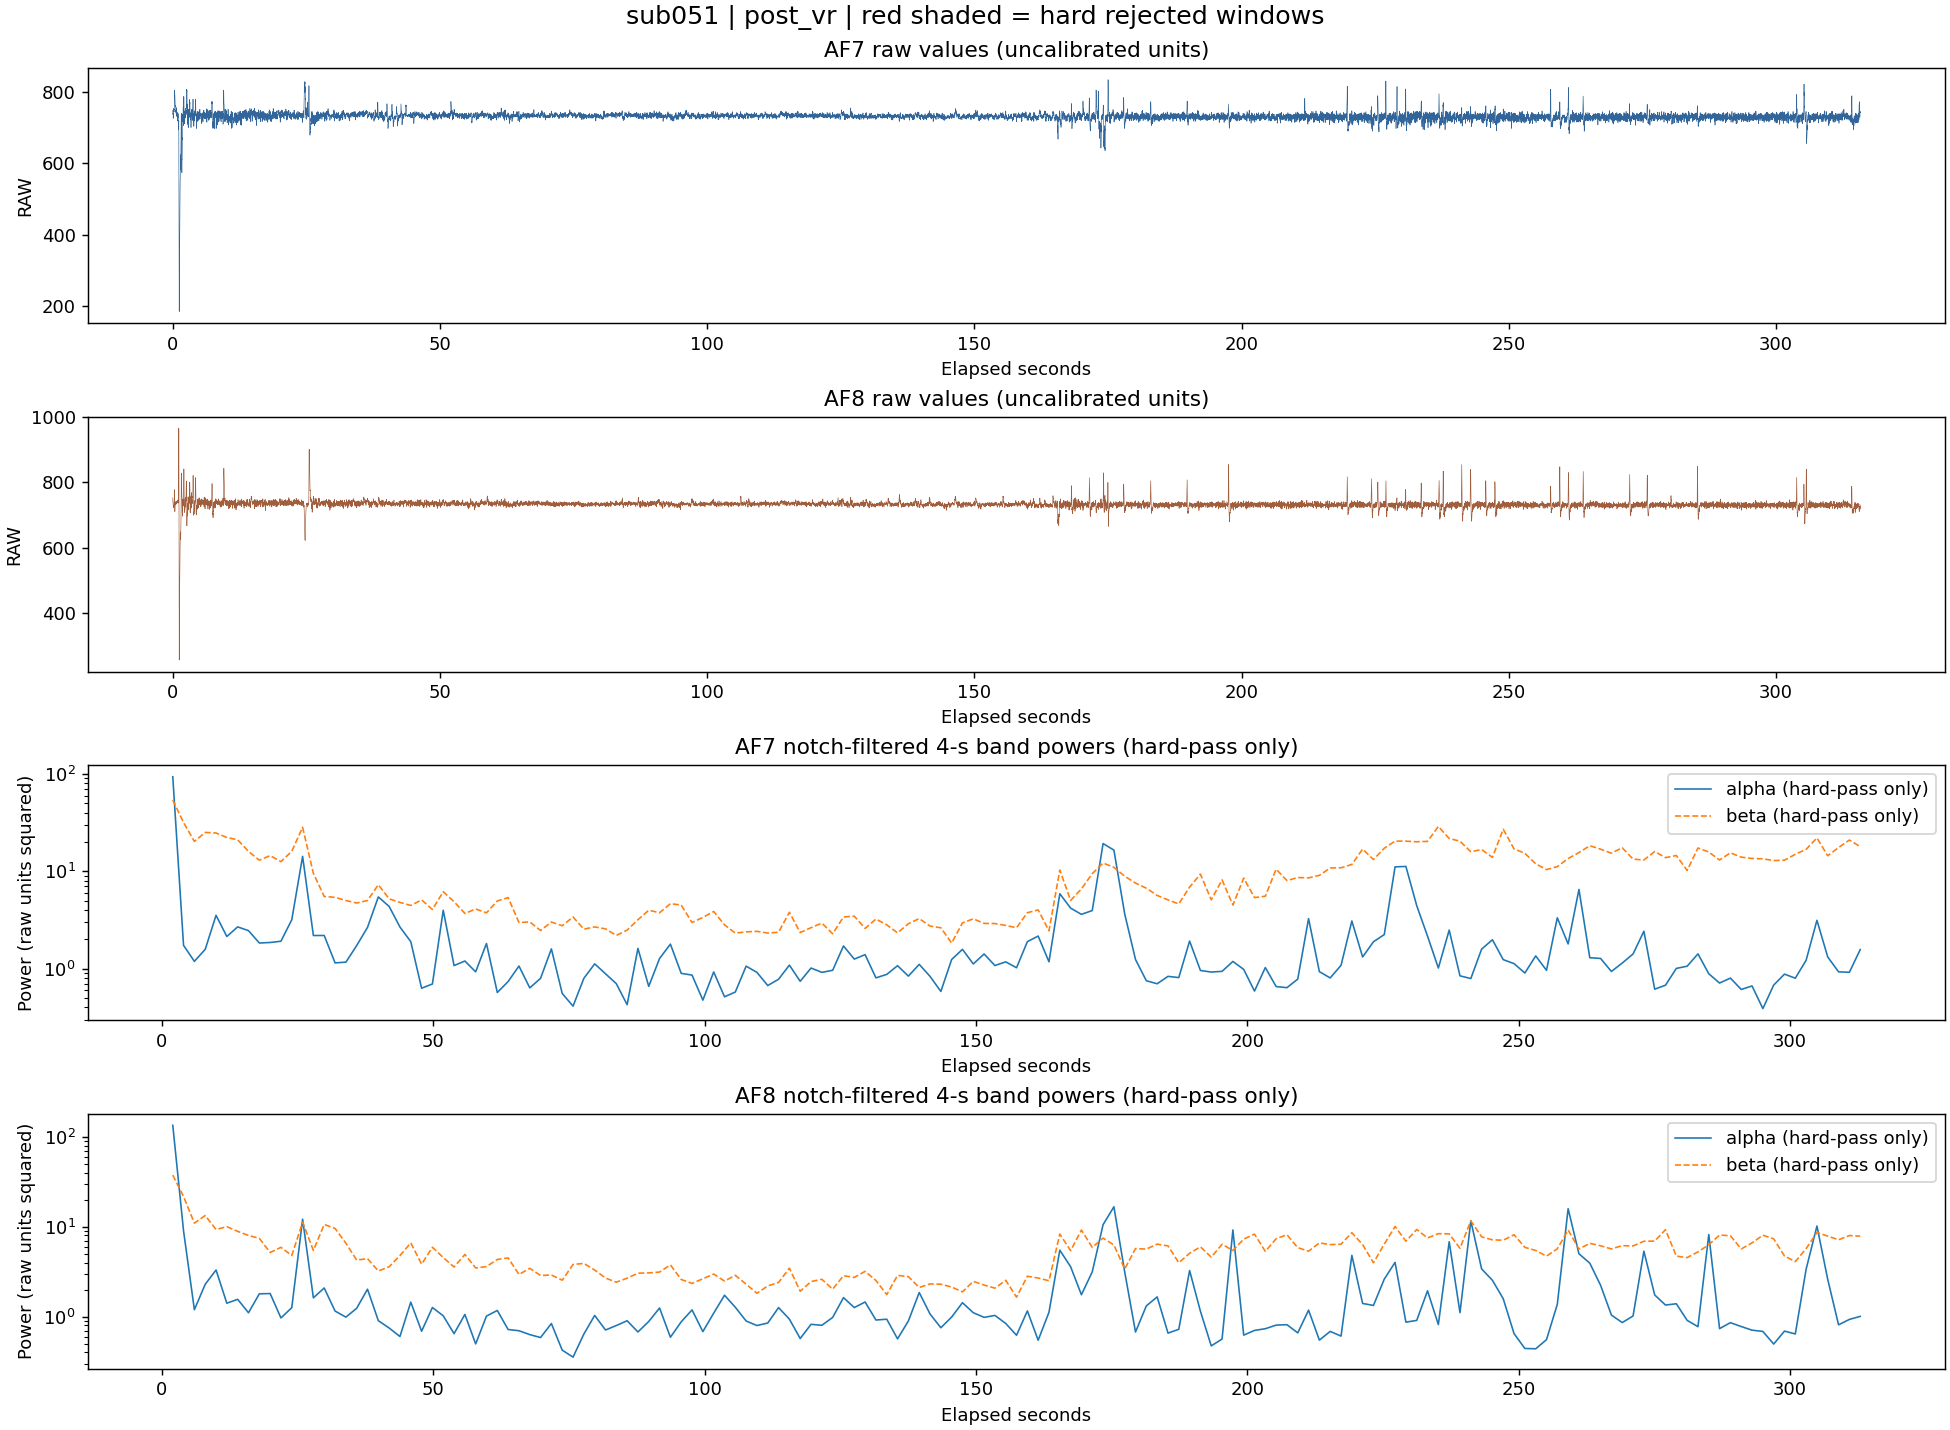 sub051 | post_vr | red shaded = hard rejected windows
AF7 raw values (uncalibrated units)
800
600
400
200
RAW
0 50 100 150 200 250 300
Elapsed seconds
AF8 raw values (uncalibrated units)
1000
800
600
400
RAW
0 50 100 150 200 250 300
Elapsed seconds
AF7 notch-filtered 4-s band powers (hard-pass only)
10²
10¹
10⁰
Power (raw units squared)
alpha (hard-pass only)
beta (hard-pass only)
0 50 100 150 200 250 300
Elapsed seconds
AF8 notch-filtered 4-s band powers (hard-pass only)
10²
10¹
10⁰
Power (raw units squared)
alpha (hard-pass only)
beta (hard-pass only)
0 50 100 150 200 250 300
Elapsed seconds